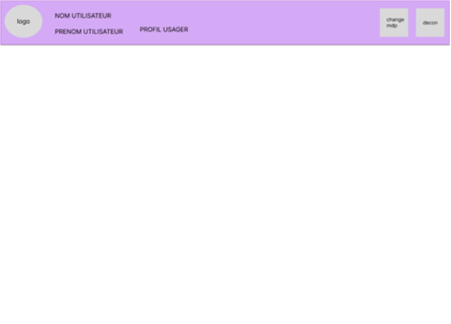 logo
NOM UTILISATEUR
PRENOM UTILISATEUR
PROFIL USAGER
change
mdp
decon